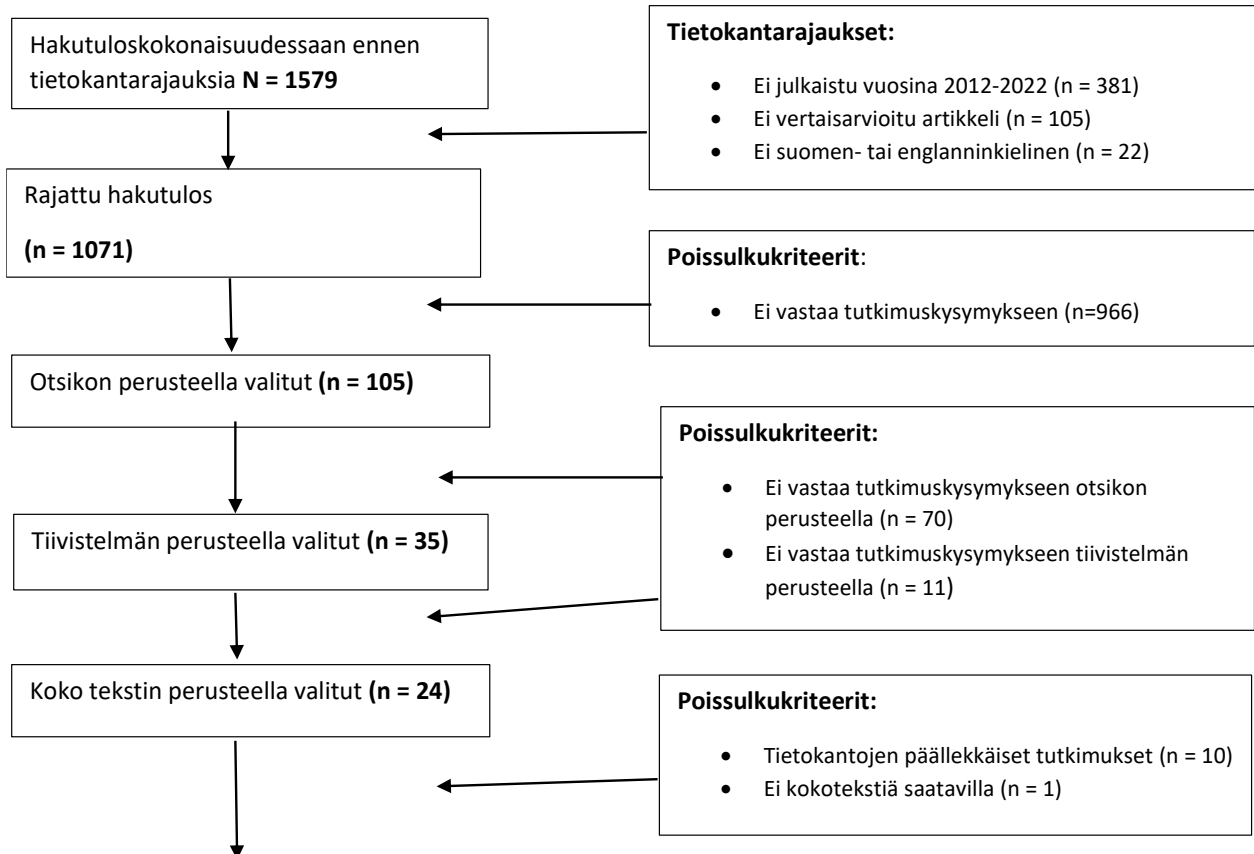 Hakutuloskokonaisuudessaan ennen
tietokantarajauksia N = 1579
Tietokantarajaukset:
• Ei julkaistu vuosina 2012-2022 (n = 381)
• Ei vertaisarvioitu artikkeli (n = 105)
• Ei suomen- tai englanninkielinen (n = 22)
Rajattu hakutulos
(n = 1071)
Poissulkukriteerit:
• Ei vastaa tutkimuskysymykseen (n=966)
Otsikon perusteella valitut (n = 105)
Poissulkukriteerit:
• Ei vastaa tutkimuskysymykseen otsikon
perusteella (n = 70)
• Ei vastaa tutkimuskysymykseen tiivistelmän
perusteella (n = 11)
Tiivistelmän perusteella valitut (n = 35)
Koko tekstin perusteella valitut (n = 24)
Poissulkukriteerit:
• Tietokantojen päällekkäiset tutkimukset (n = 10)
• Ei kokotekstiä saatavilla (n = 1)